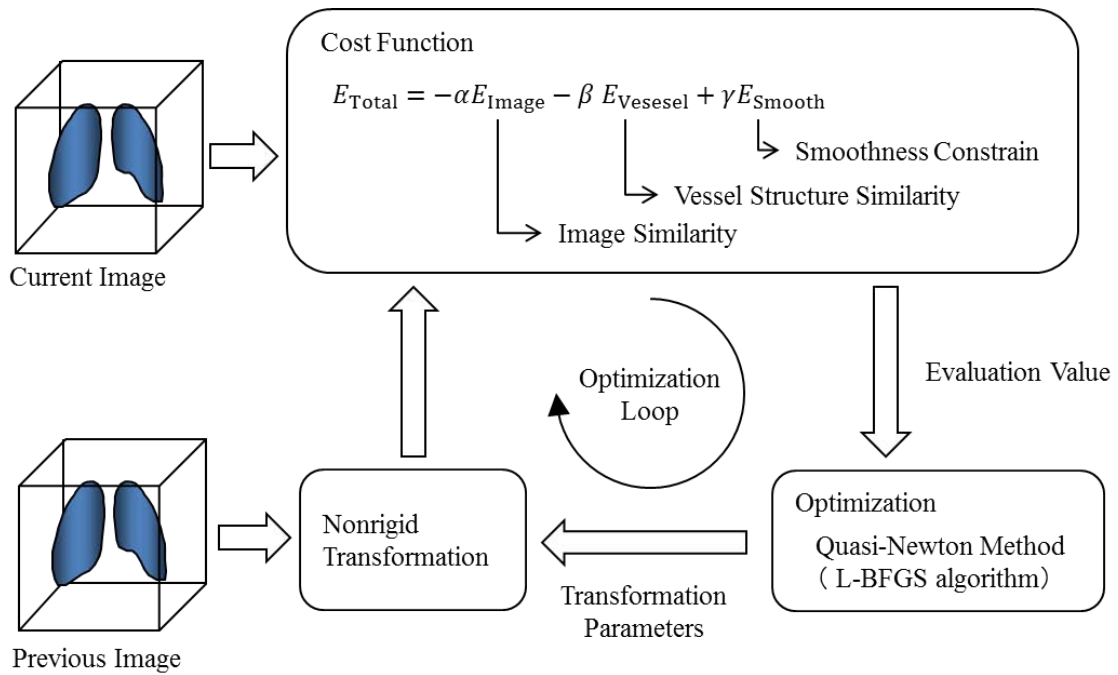 Cost Function
E_Total = −αE_Image − β E_Vesesel + γE_Smooth
Smoothness Constrain
Vessel Structure Similarity
Image Similarity
Current Image
Optimization
Loop
Evaluation Value
Nonrigid
Transformation
Optimization
Quasi-Newton Method
( L-BFGS algorithm)
Transformation
Parameters
Previous Image